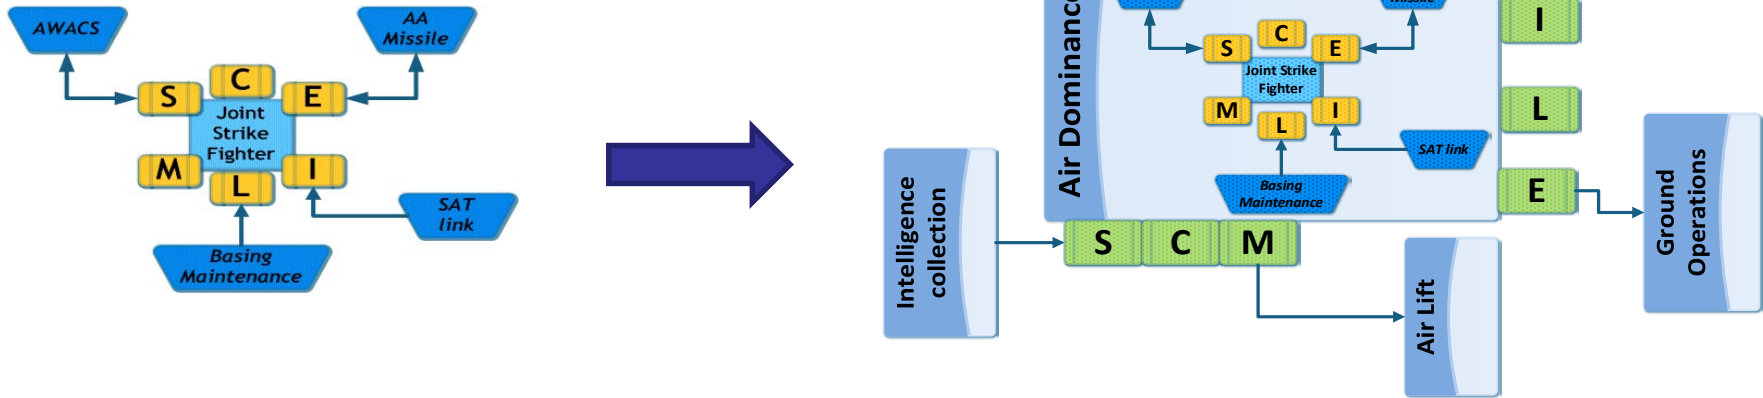 AWACS
AA
Missile
S
C
E
Joint
Strike
Fighter
M
L
I
SAT
link
Basing
Maintenance
Air Dominance
Missile
S
C
E
Joint Strike
Fighter
M
L
I
SAT link
Basing
Maintenance
I
L
E
S
C
M
Intelligence
collection
Air Lift
Ground
Operations